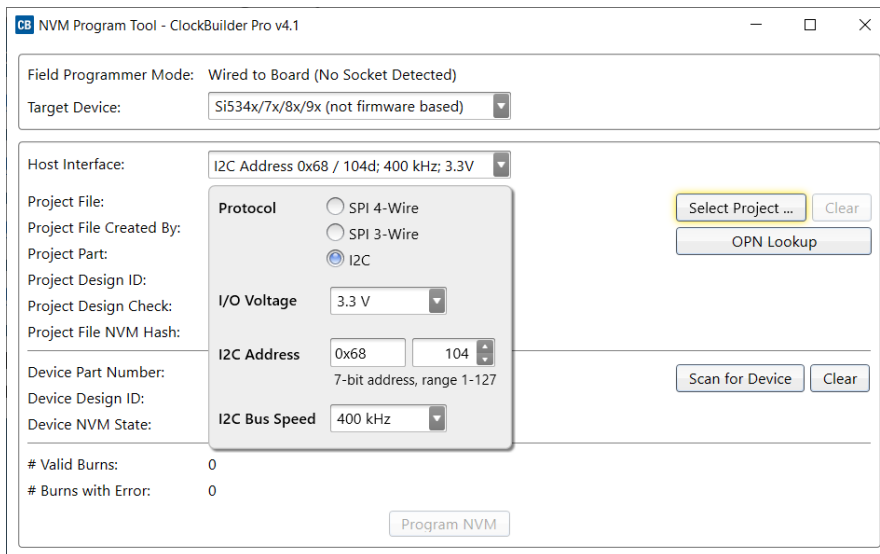 CB NVM Program Tool - ClockBuilder Pro v4.1
Field Programmer Mode: Wired to Board (No Socket Detected)
Target Device: Si534x/7x/8x/9x (not firmware based)
Host Interface: I2C Address 0x68 / 104d; 400 kHz; 3.3V
Project File:
Project File Created By:
Project Part:
Project Design ID:
Project Design Check:
Project File NVM Hash:
Protocol
SPI 4-Wire
SPI 3-Wire
I2C
I/O Voltage 3.3 V
I2C Address 0x68 104
7-bit address, range 1-127
I2C Bus Speed 400 kHz
Select Project ... Clear
OPN Lookup
Device Part Number:
Device Design ID:
Device NVM State:
Scan for Device Clear
# Valid Burns: 0
# Burns with Error: 0
Program NVM